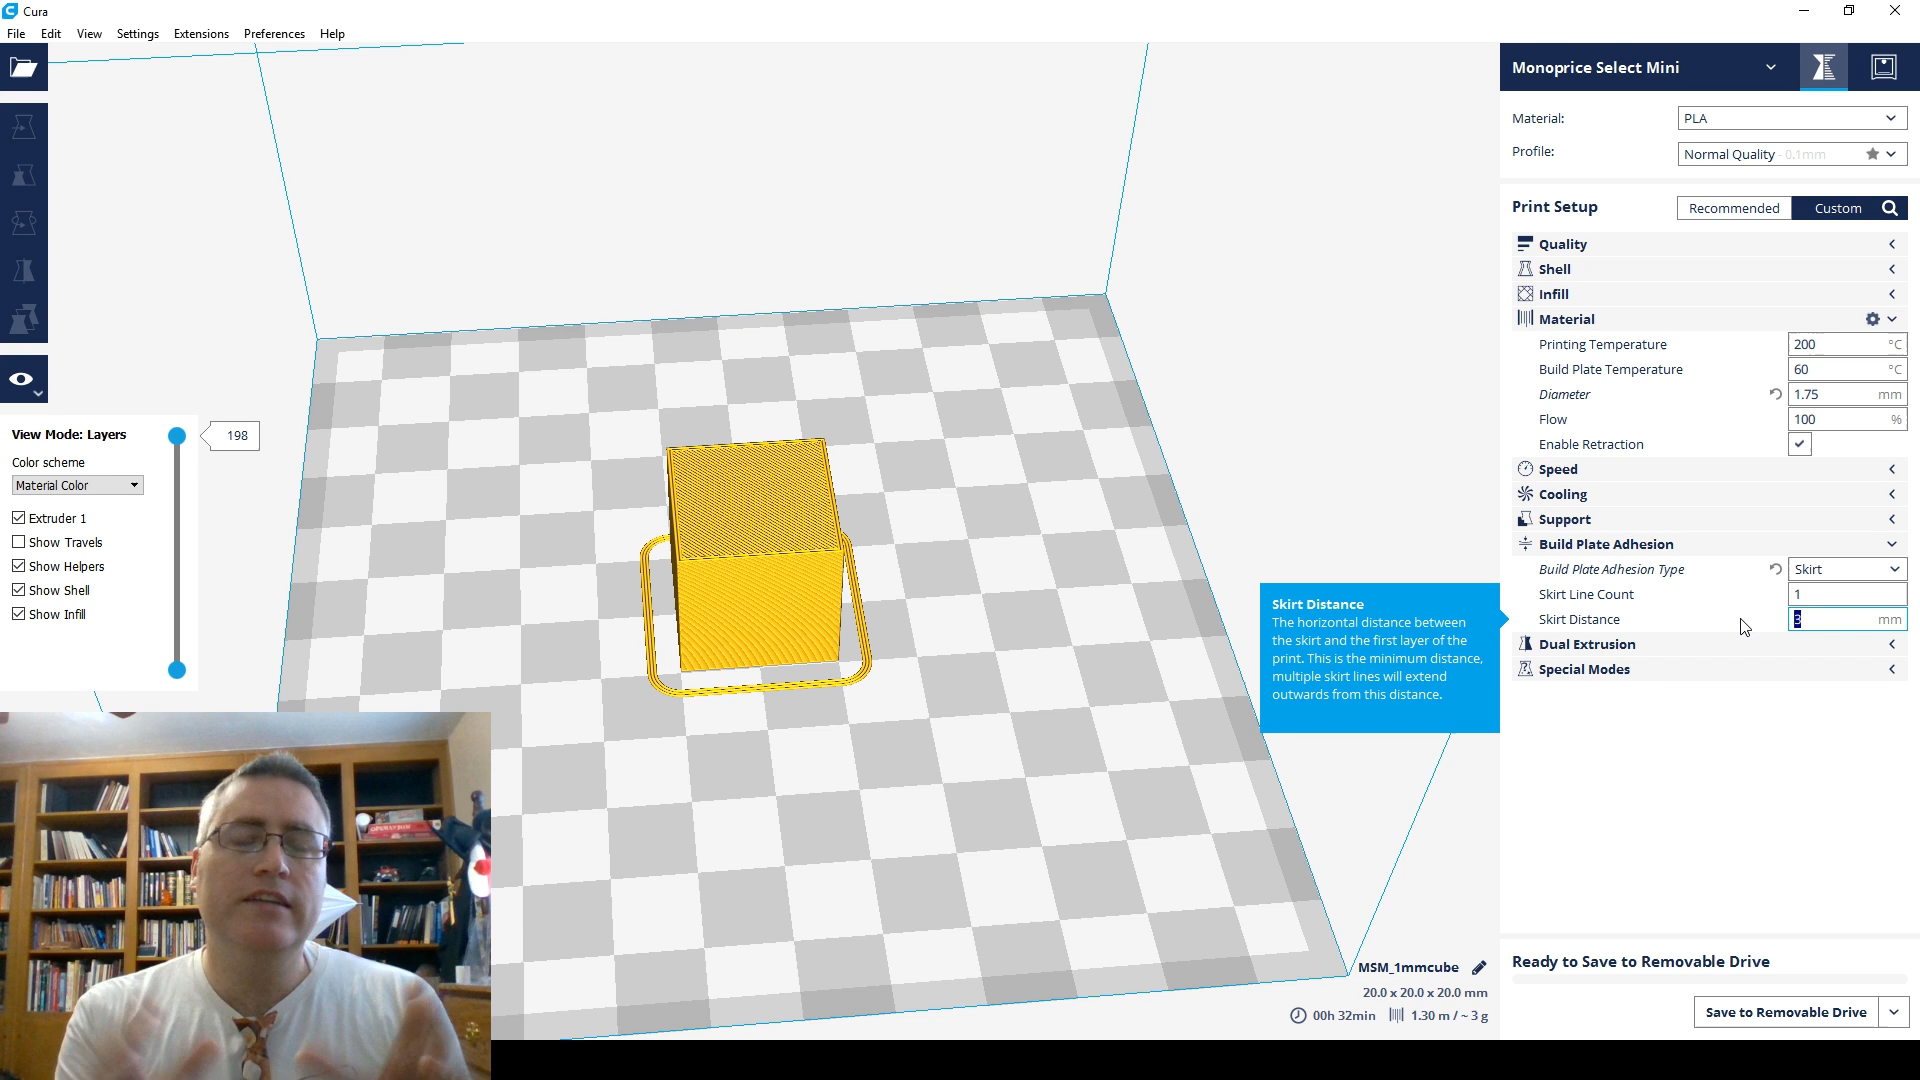 Cura
File Edit View Settings Extensions Preferences Help
Monoprice Select Mini
Material: PLA
Profile: Normal Quality - 0.1mm
Print Setup Recommended Custom
Quality
Shell
Infill
Material
Printing Temperature 200 °C
Build Plate Temperature 60 °C
Diameter 1.75 mm
Flow 100 %
Enable Retraction
Speed
Cooling
Support
Build Plate Adhesion
Build Plate Adhesion Type Skirt
Skirt Line Count 1
Skirt Distance 3 mm
Dual Extrusion
Special Modes
View Mode: Layers
198
Color scheme
Material Color
Extruder 1
Show Travels
Show Helpers
Show Shell
Show Infill
Skirt Distance
The horizontal distance between
the skirt and the first layer of the
print. This is the minimum distance,
multiple skirt lines will extend
outwards from this distance.
MSM_1mmcube
20.0 x 20.0 x 20.0 mm
00h 32min 1.30 m / ~ 3 g
Ready to Save to Removable Drive
Save to Removable Drive